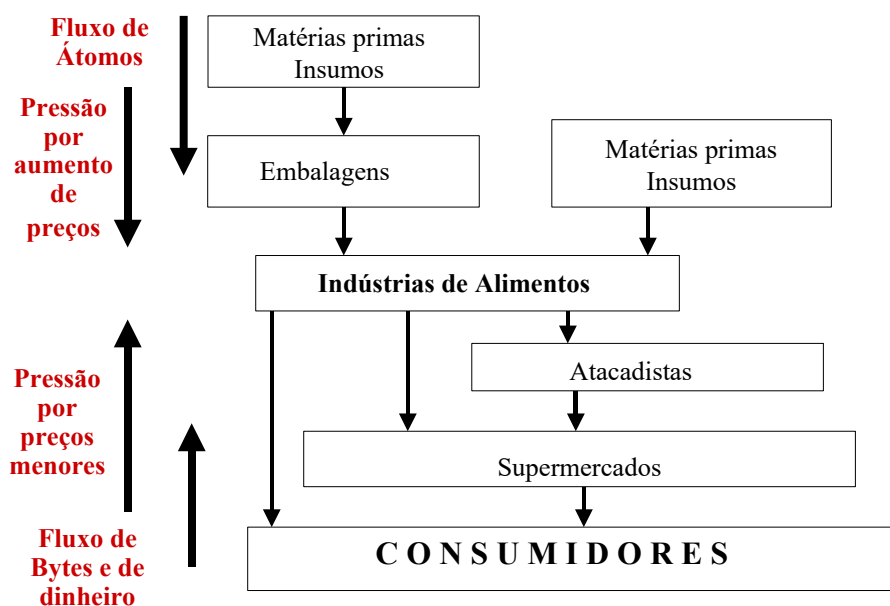 Fluxo de
Átomos
Pressão
por
aumento
de
preços
Pressão
por
preços
menores
Fluxo de
Bytes e de
dinheiro
Matérias primas
Insumos
Embalagens
Matérias primas
Insumos
Indústrias de Alimentos
Atacadistas
Supermercados
C O N S U M I D O R E S